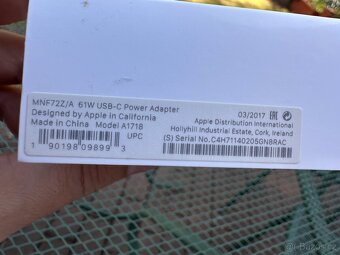 MNF72Z/A 61W USB-C Power Adapter
Designed by Apple in California
Made in China Model A1718
UPC
1 90198 09899 3
03/2017
Apple Distribution International
Hollyhill Industrial Estate, Cork, Ireland
(S) Serial No. C4H71140205GN8RAC